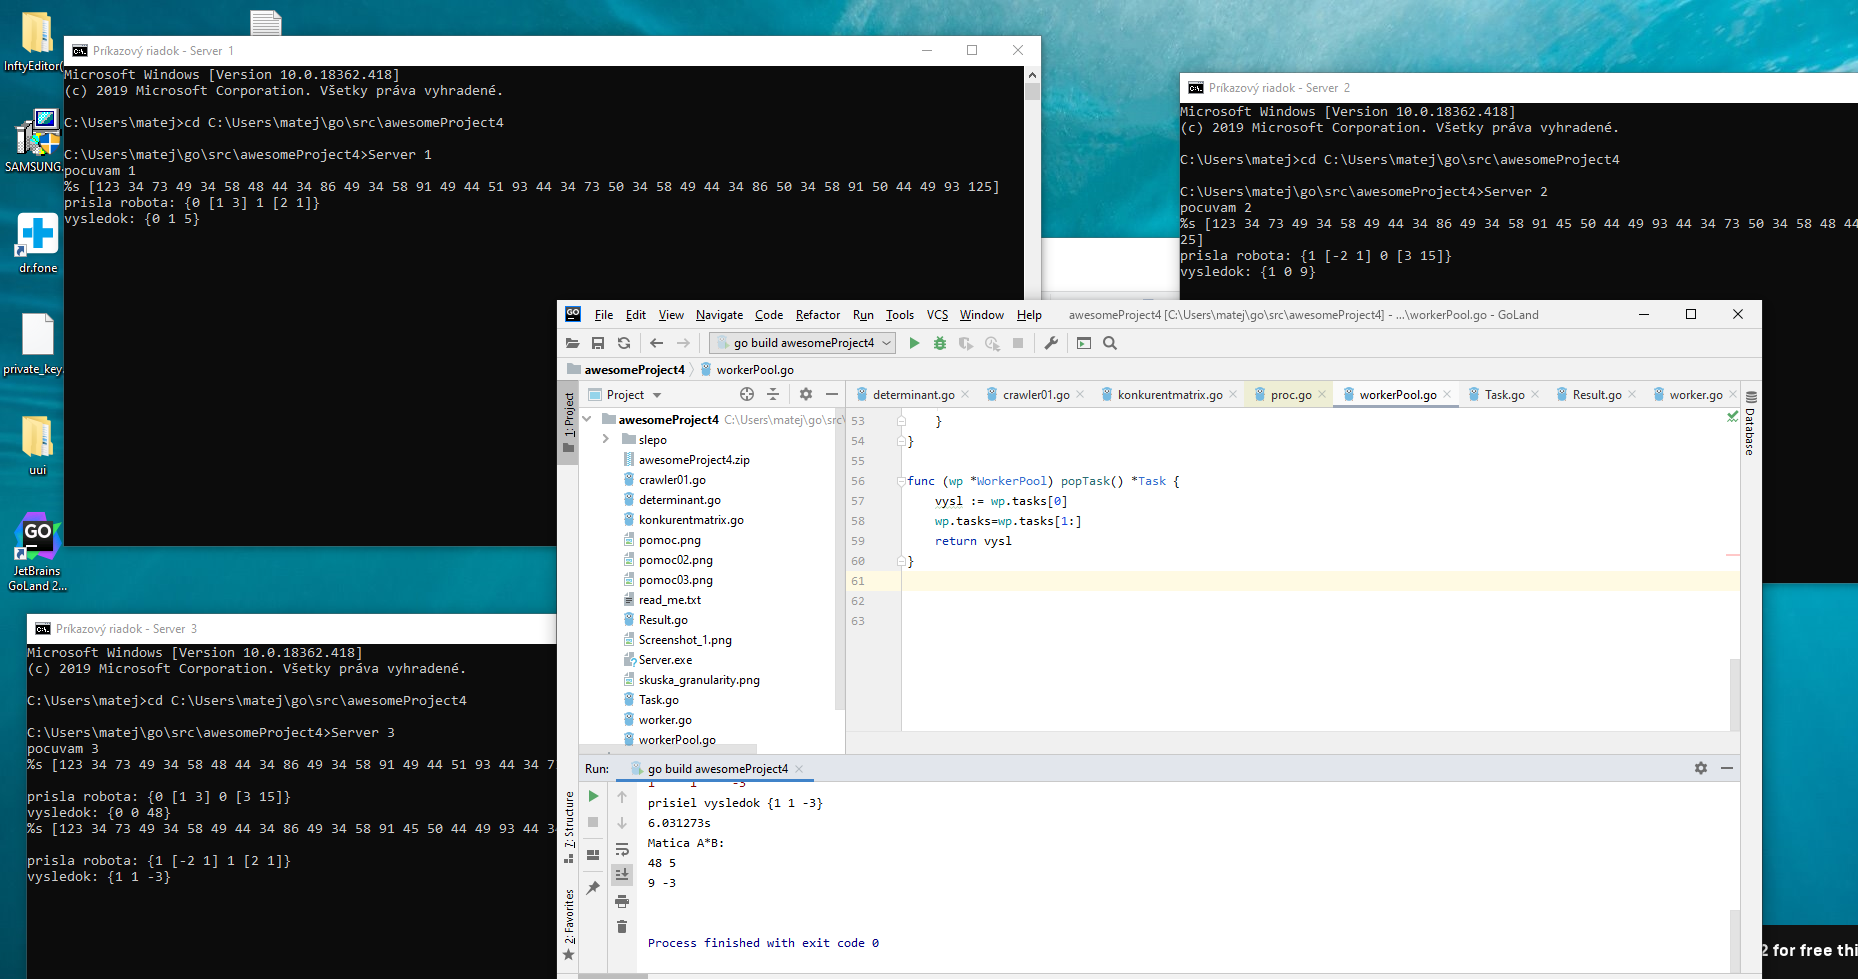 InftyEditor(
SAMSUNG.
dr.fone
private_key.
uui
JetBrains
GoLand 2...
Príkazový riadok - Server  1
Microsoft Windows [Version 10.0.18362.418]
(c) 2019 Microsoft Corporation. Všetky práva vyhradené.
C:\Users\matej>cd C:\Users\matej\go\src\awesomeProject4
C:\Users\matej\go\src\awesomeProject4>Server 1
pocuvam 1
%s [123 34 73 49 34 58 48 44 34 86 49 34 58 91 49 44 51 93 44 34 73 50 34 58 49 44 34 86 50 34 58 91 50 44 49 93 125]
prisla robota: {0 [1 3] 1 [2 1]}
vysledok: {0 1 5}
Príkazový riadok - Server  2
Microsoft Windows [Version 10.0.18362.418]
(c) 2019 Microsoft Corporation. Všetky práva vyhradené.
C:\Users\matej>cd C:\Users\matej\go\src\awesomeProject4
C:\Users\matej\go\src\awesomeProject4>Server 2
pocuvam 2
%s [123 34 73 49 34 58 49 44 34 86 49 34 58 91 45 50 44 49 93 44 34 73 50 34 58 48 44
25]
prisla robota: {1 [-2 1] 0 [3 15]}
vysledok: {1 0 9}
Príkazový riadok - Server  3
Microsoft Windows [Version 10.0.18362.418]
(c) 2019 Microsoft Corporation. Všetky práva vyhradené.
C:\Users\matej>cd C:\Users\matej\go\src\awesomeProject4
C:\Users\matej\go\src\awesomeProject4>Server 3
pocuvam 3
%s [123 34 73 49 34 58 48 44 34 86 49 34 58 91 49 44 51 93 44 34 7
prisla robota: {0 [1 3] 0 [3 15]}
vysledok: {0 0 48}
%s [123 34 73 49 34 58 49 44 34 86 49 34 58 91 45 50 44 49 93 44 3
prisla robota: {1 [-2 1] 1 [2 1]}
vysledok: {1 1 -3}
GO File Edit View Navigate Code Refactor Run Tools VCS Window Help awesomeProject4 [C:\Users\matej\go\src\awesomeProject4] - ...\workerPool.go - GoLand
go build awesomeProject4
awesomeProject4 workerPool.go
1: Project
Project
determinant.go crawler01.go konkurentmatrix.go proc.go workerPool.go Task.go Result.go worker.go
Database
awesomeProject4 C:\Users\matej\go\src\
slepo
awesomeProject4.zip
crawler01.go
determinant.go
konkurentmatrix.go
pomoc.png
pomoc02.png
pomoc03.png
read_me.txt
Result.go
Screenshot_1.png
Server.exe
skuska_granularity.png
Task.go
worker.go
workerPool.go
53 }
54 }
55
56 func (wp *WorkerPool) popTask() *Task {
57 vysl := wp.tasks[0]
58 wp.tasks=wp.tasks[1:]
59 return vysl
60 }
61
62
63
Run: go build awesomeProject4
7: Structure
2: Favorites
1 1 -3
prisiel vysledok {1 1 -3}
6.031273s
Matica A*B:
48 5
9 -3
Process finished with exit code 0
2 for free thi